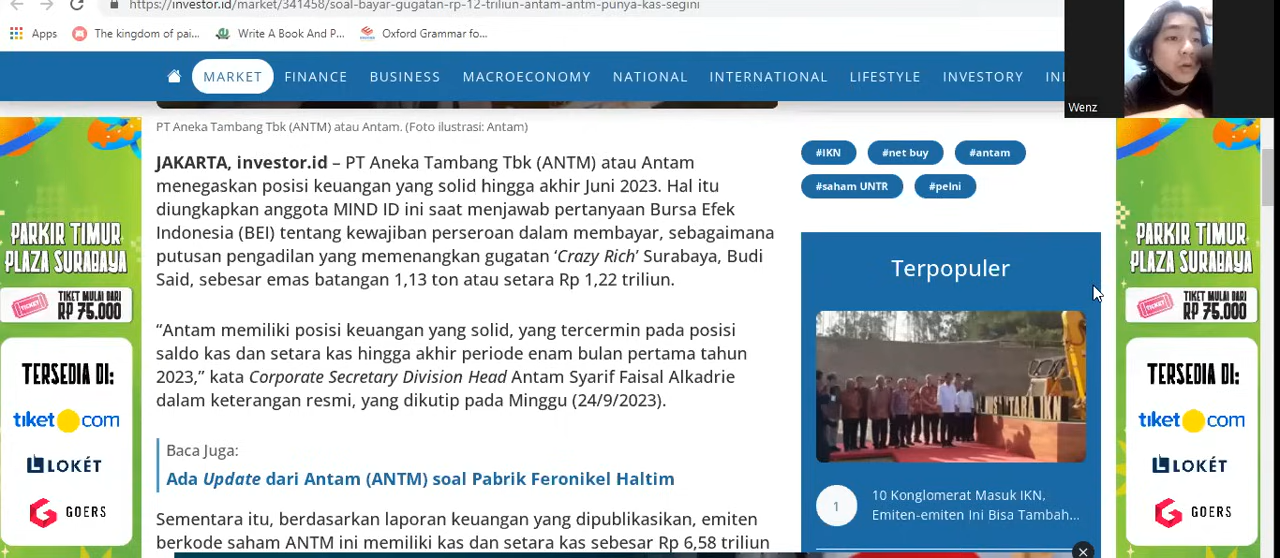 https://investor.id/market/341458/soal-bayar-gugatan-rp-12-triliun-antam-antm-punya-kas-segini
Apps
The kingdom of pai...
Write A Book And P...
Oxford Grammar fo...
MARKET
FINANCE
BUSINESS
MACROECONOMY
NATIONAL
INTERNATIONAL
LIFESTYLE
INVESTORY
Wenz
PT Aneka Tambang Tbk (ANTM) atau Antam. (Foto ilustrasi: Antam)
JAKARTA, investor.id – PT Aneka Tambang Tbk (ANTM) atau Antam
menegaskan posisi keuangan yang solid hingga akhir Juni 2023. Hal itu
diungkapkan anggota MIND ID ini saat menjawab pertanyaan Bursa Efek
Indonesia (BEI) tentang kewajiban perseroan dalam membayar, sebagaimana
putusan pengadilan yang memenangkan gugatan ‘Crazy Rich’ Surabaya, Budi
Said, sebesar emas batangan 1,13 ton atau setara Rp 1,22 triliun.
“Antam memiliki posisi keuangan yang solid, yang tercermin pada posisi
saldo kas dan setara kas hingga akhir periode enam bulan pertama tahun
2023,” kata Corporate Secretary Division Head Antam Syarif Faisal Alkadrie
dalam keterangan resmi, yang dikutip pada Minggu (24/9/2023).
Baca Juga:
Ada Update dari Antam (ANTM) soal Pabrik Feronikel Haltim
Sementara itu, berdasarkan laporan keuangan yang dipublikasikan, emiten
berkode saham ANTM ini memiliki kas dan setara kas sebesar Rp 6,58 triliun
#IKN
#net buy
#antam
#saham UNTR
#pelni
Terpopuler
1
10 Konglomerat Masuk IKN,
Emiten-emiten Ini Bisa Tambah...
PARKIR TIMUR
PLAZA SURABAYA
TICKET
TIKET MULAI DARI
RP 75.000
TERSEDIA DI:
tiket.com
LOKÉT
GOERS
PARKIR TIMUR
PLAZA SURABAYA
TICKET
TIKET MULAI DARI
RP 75.000
TERSEDIA DI:
tiket.com
LOKÉT
GOERS